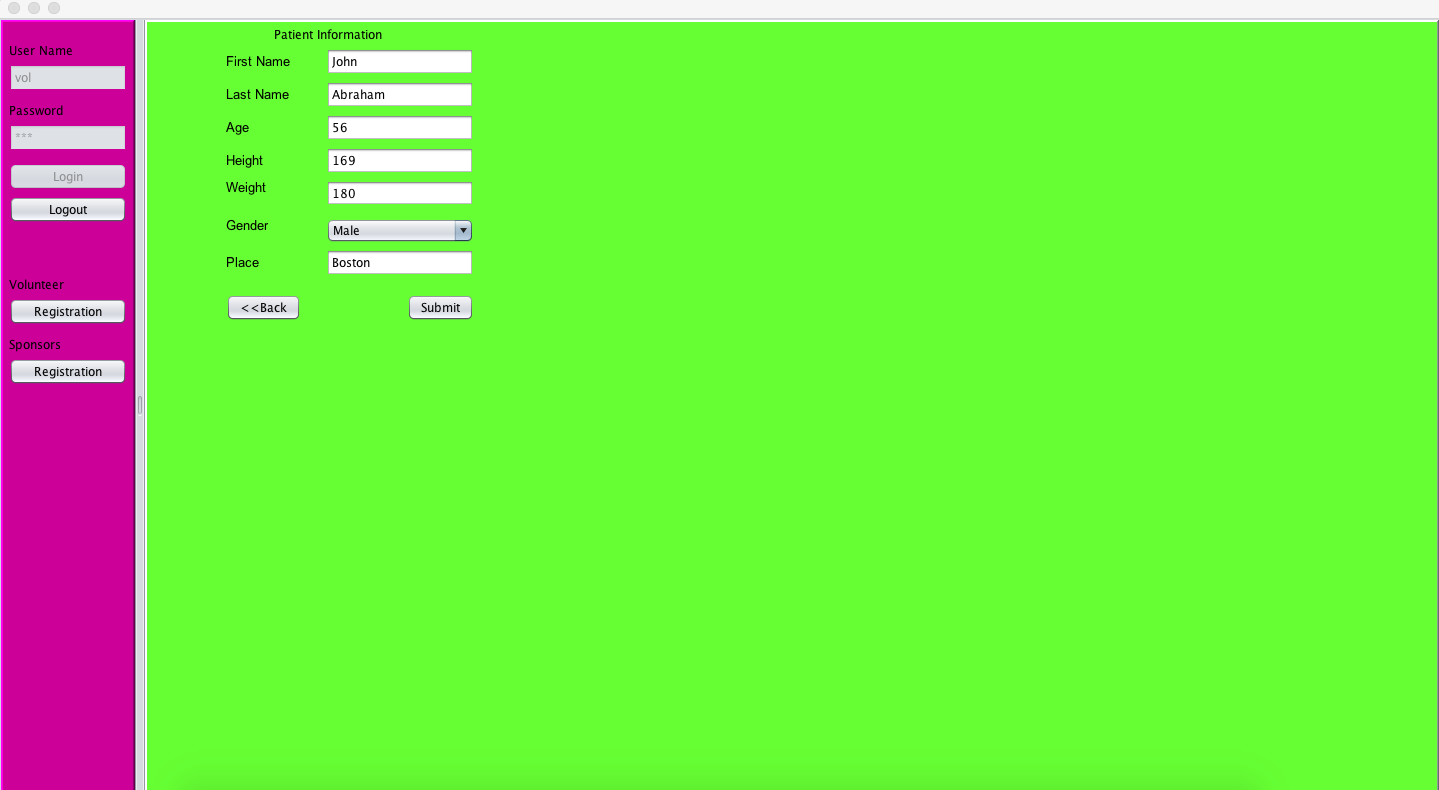 User Name
vol
Password
***
Login
Logout
Volunteer
Registration
Sponsors
Registration
Patient Information
First Name John
Last Name Abraham
Age 56
Height 169
Weight 180
Gender Male
Place Boston
<<Back Submit